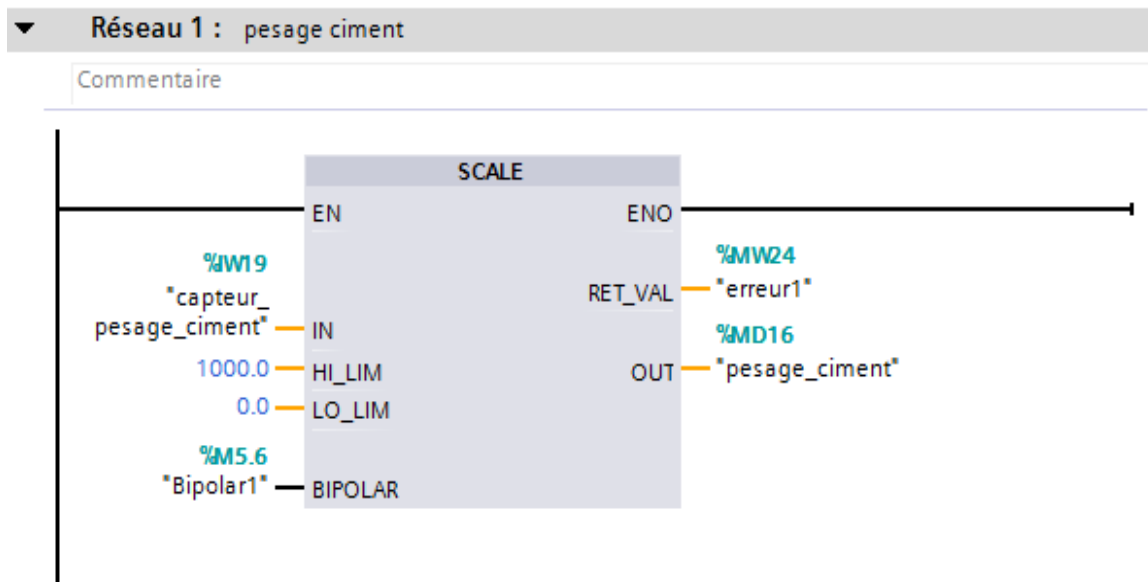 Réseau 1 : pesage ciment
Commentaire
SCALE
EN ENO
%IW19
"capteur_
pesage_ciment" IN
%MW24
RET_VAL "erreur1"
1000.0 HI_LIM
%MD16
OUT "pesage_ciment"
0.0 LO_LIM
%M5.6
"Bipolar1" BIPOLAR